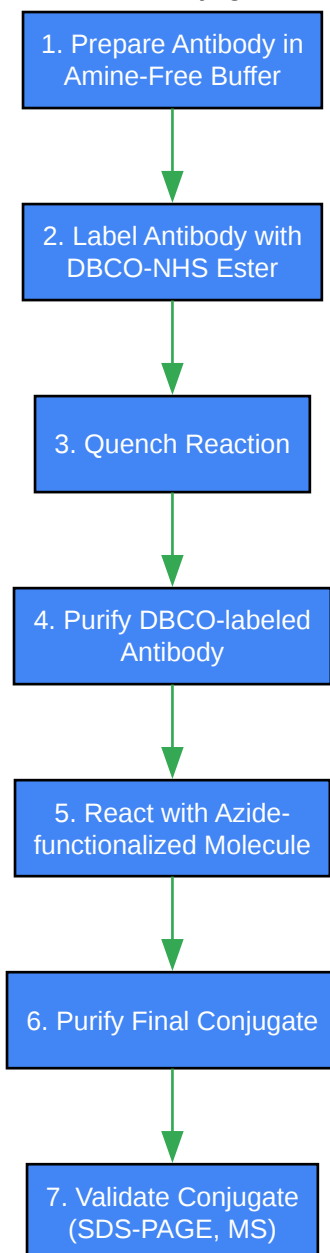 1. Prepare Antibody in
Amine-Free Buffer
2. Label Antibody with
DBCO-NHS Ester
3. Quench Reaction
4. Purify DBCO-labeled
Antibody
5. React with Azide-
functionalized Molecule
6. Purify Final Conjugate
7. Validate Conjugate
(SDS-PAGE, MS)